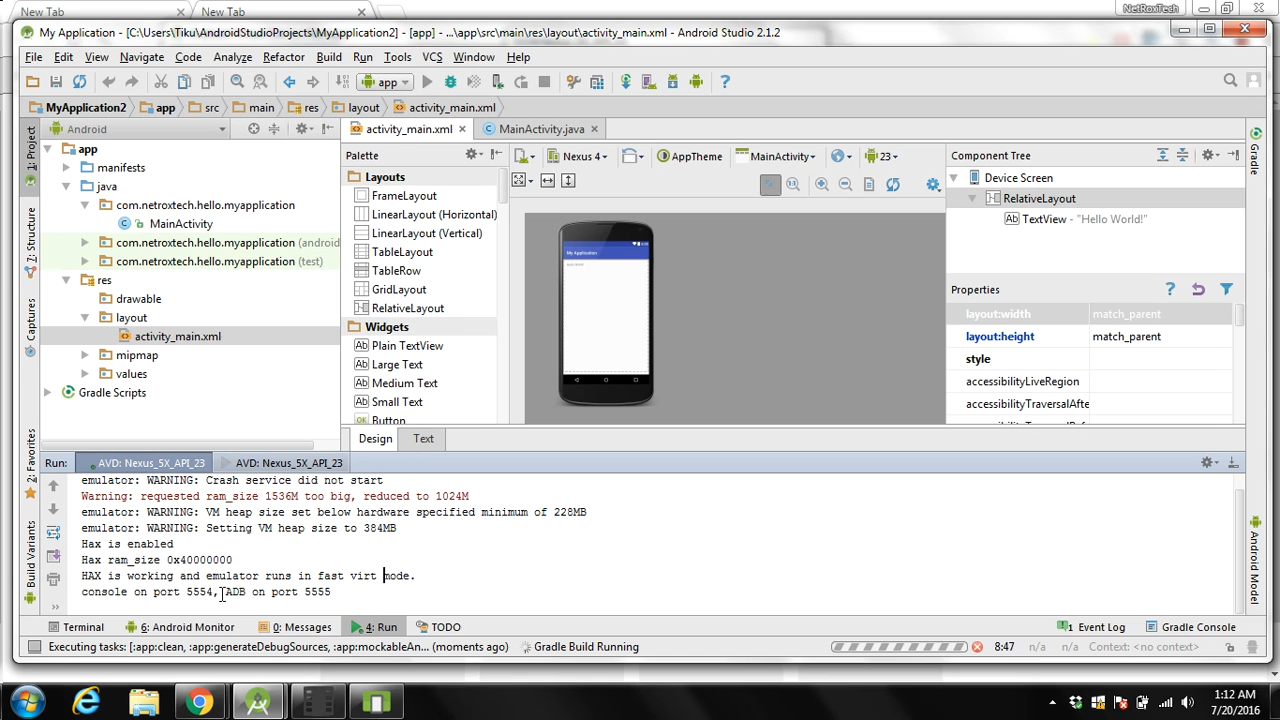 New Tab
New Tab
NetRoxTech
My Application - [C:\Users\Tiku\AndroidStudioProjects\MyApplication2] - [app] - ...\app\src\main\res\layout\activity_main.xml - Android Studio 2.1.2
File Edit View Navigate Code Analyze Refactor Build Run Tools VCS Window Help
app
MyApplication2 app src main res layout activity_main.xml
1: Project
7: Structure
Captures
2: Favorites
Build Variants
Android
app
manifests
java
com.netroxtech.hello.myapplication
MainActivity
com.netroxtech.hello.myapplication (android
com.netroxtech.hello.myapplication (test)
res
drawable
layout
activity_main.xml
mipmap
values
Gradle Scripts
activity_main.xml MainActivity.java
Palette
Layouts
FrameLayout
LinearLayout (Horizontal)
LinearLayout (Vertical)
TableLayout
TableRow
GridLayout
RelativeLayout
Widgets
Ab Plain TextView
Ab Large Text
Ab Medium Text
Ab Small Text
OK Button
Nexus 4 AppTheme MainActivity 23
My Application
Design Text
Component Tree
Device Screen
RelativeLayout
Ab TextView - "Hello World!"
Properties
layout:width match_parent
layout:height match_parent
style
accessibilityLiveRegion
accessibilityTraversalAfte
Gradle
Android Model
Run: AVD: Nexus_5X_API_23 AVD: Nexus_5X_API_23
emulator: WARNING: Crash service did not start
Warning: requested ram_size 1536M too big, reduced to 1024M
emulator: WARNING: VM heap size set below hardware specified minimum of 228MB
emulator: WARNING: Setting VM heap size to 384MB
Hax is enabled
Hax ram_size 0x40000000
HAX is working and emulator runs in fast virt mode.
console on port 5554, ADB on port 5555
Terminal 6: Android Monitor 0: Messages 4: Run TODO 1 Event Log Gradle Console
Executing tasks: [:app:clean, :app:generateDebugSources, :app:mockableAn... (moments ago) Gradle Build Running 8:47 n/a n/a Context: <no context>
1:12 AM
7/20/2016